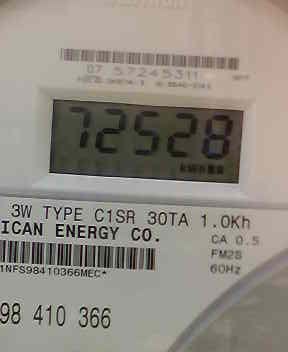 07 57245311
72528
3W TYPE C1SR 30TA 1.0Kh
ICAN ENERGY CO.
CA 0.5
FM2S
1NFS98410366MEC*
60Hz
98 410 366